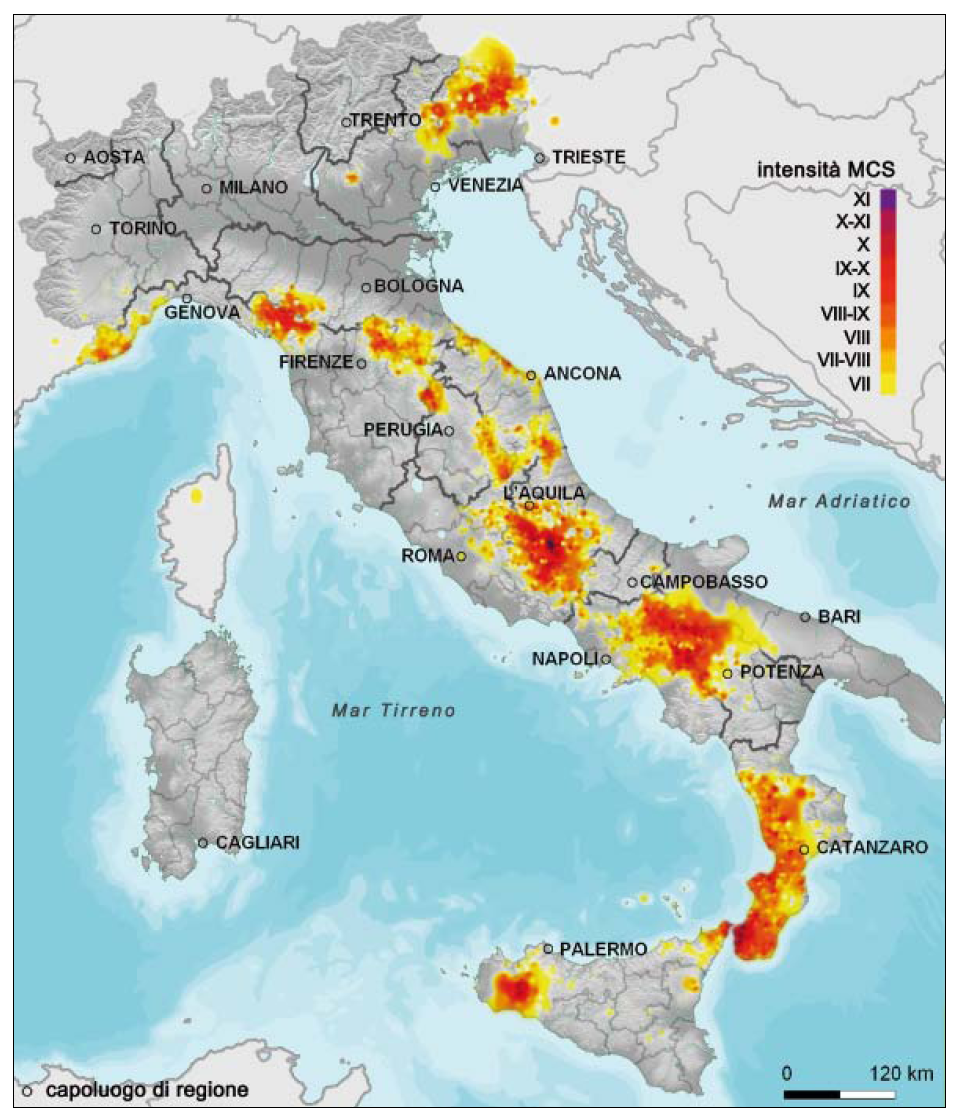 TRENTO
AOSTA
TRIESTE
MILANO
VENEZIA
intensità MCS
XI
X-XI
X
IX-X
IX
VIII-IX
VIII
VII-VIII
VII
TORINO
BOLOGNA
GENOVA
FIRENZE
ANCONA
PERUGIA
L'AQUILA
Mar Adriatico
ROMA
CAMPOBASSO
BARI
NAPOLI
POTENZA
Mar Tirreno
CAGLIARI
CATANZARO
PALERMO
0 120 km
capoluogo di regione